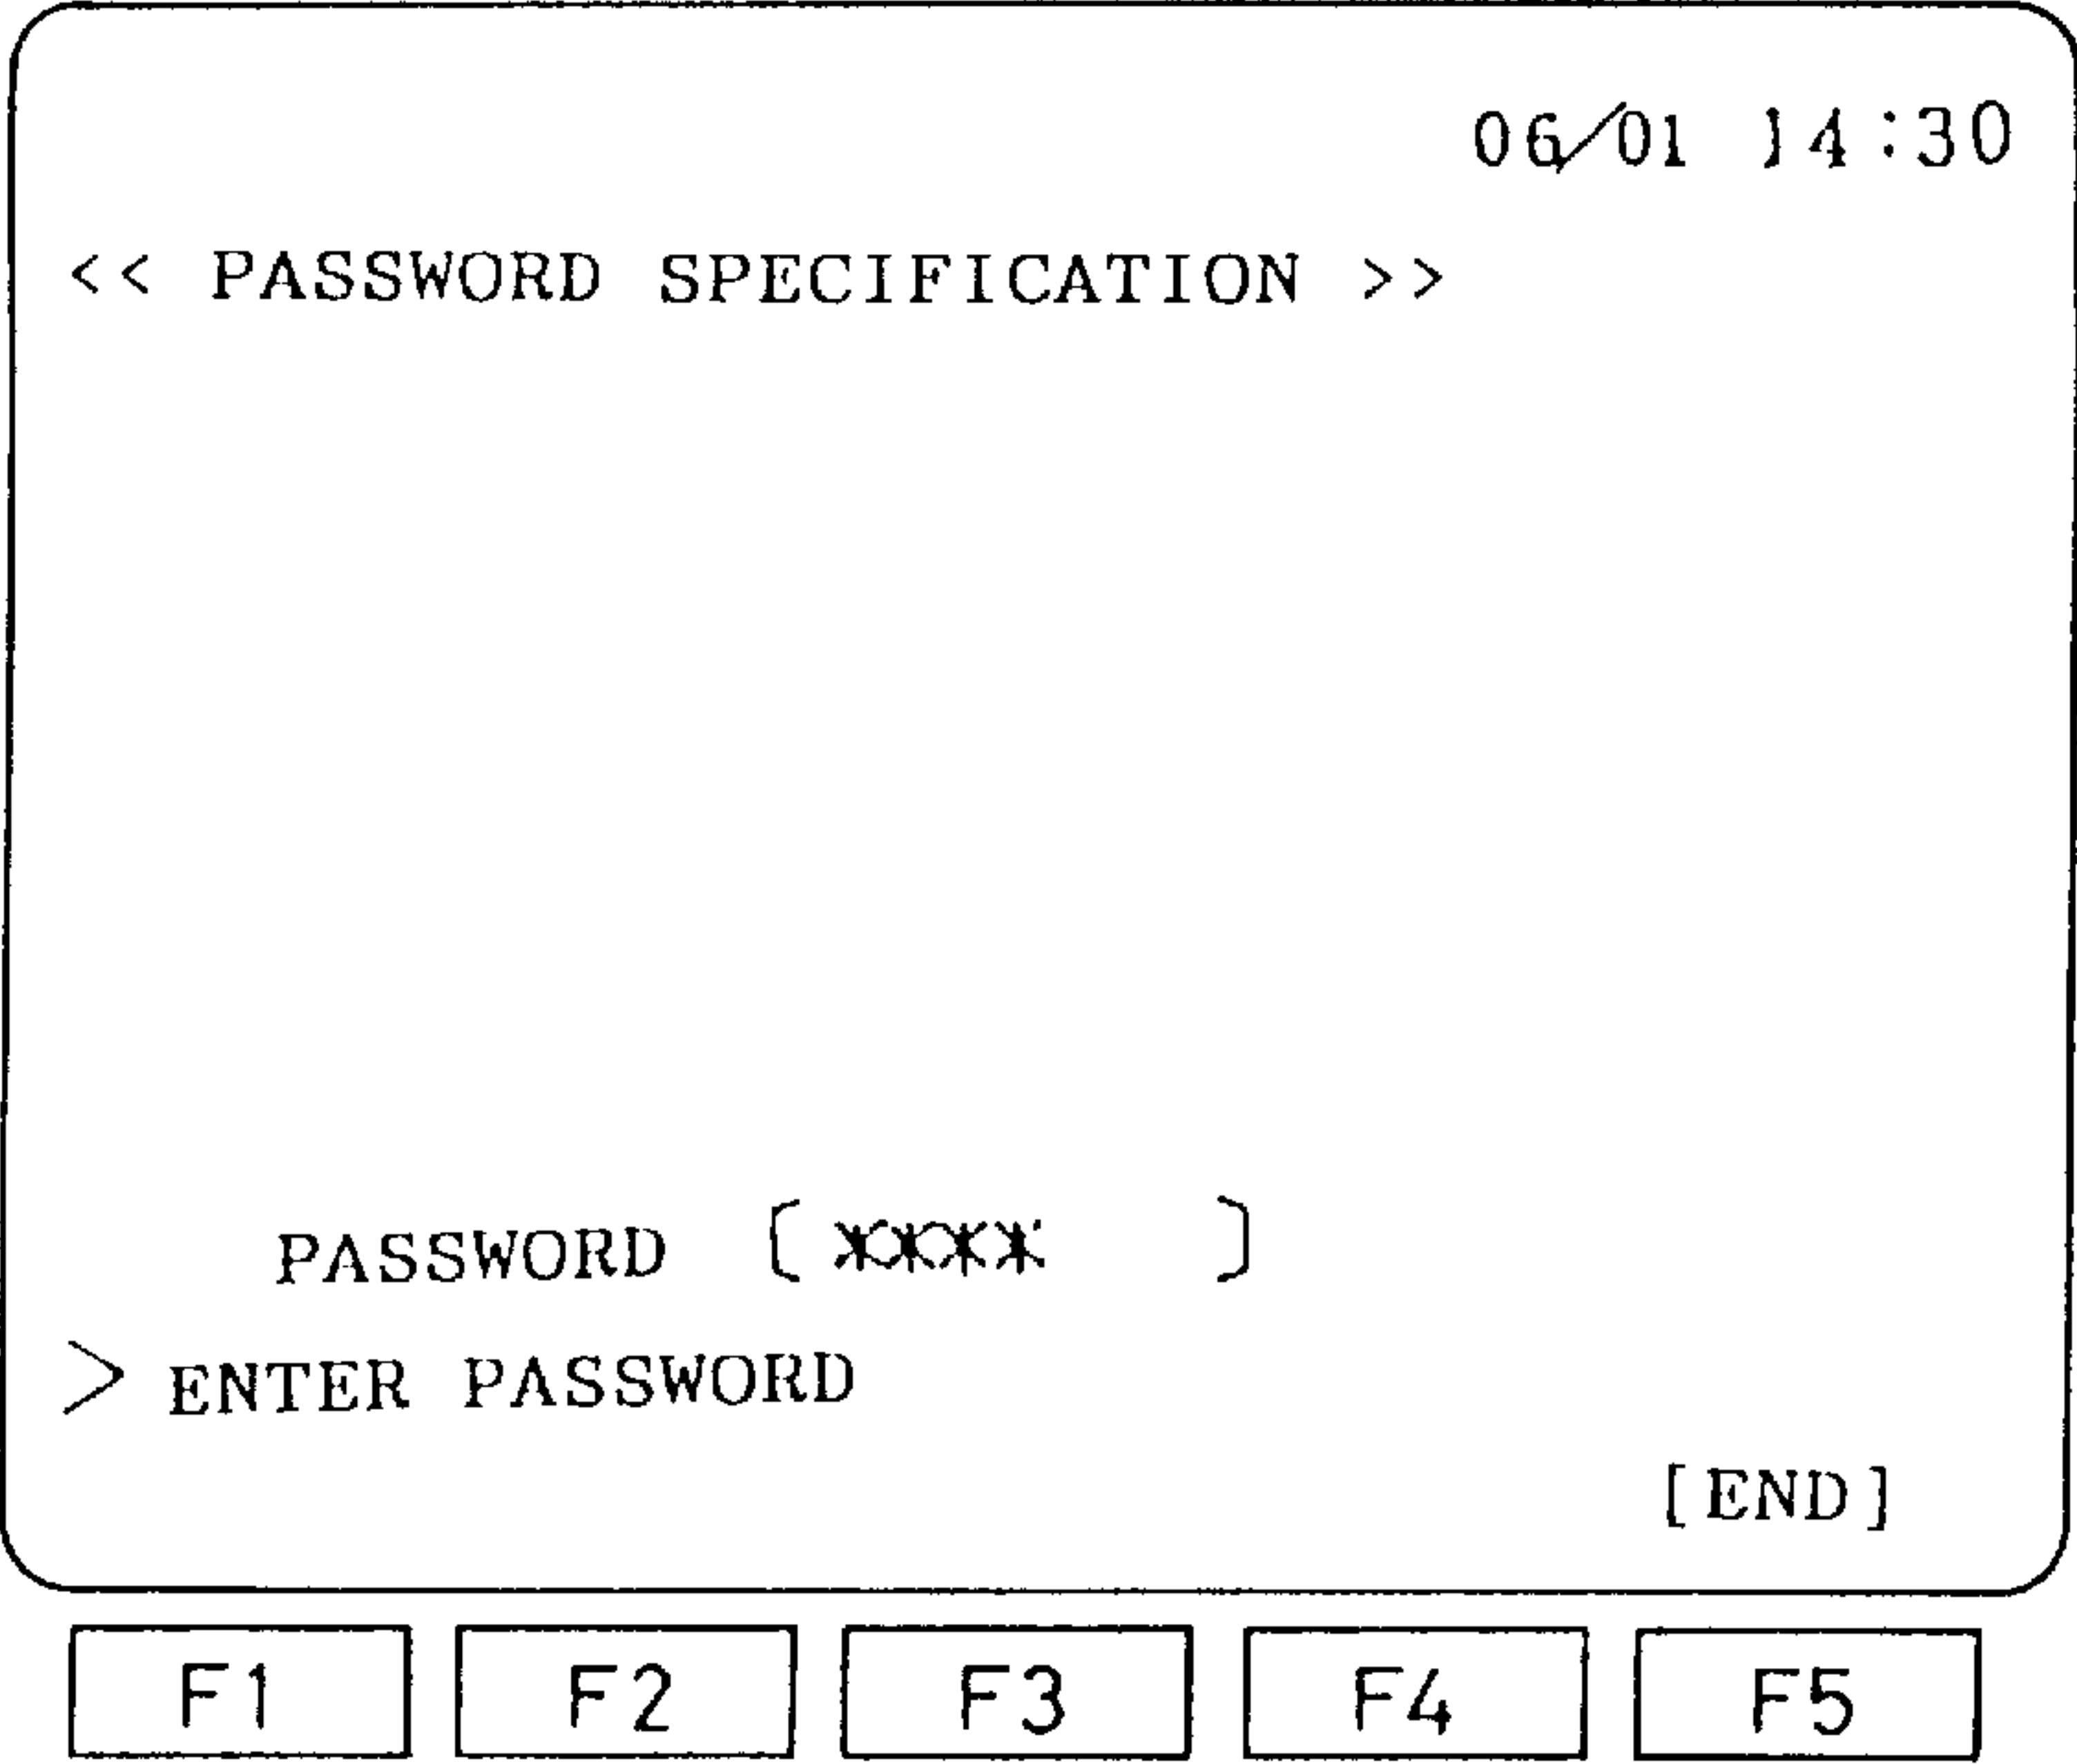 06/01 14:30
<< PASSWORD SPECIFICATION >>
PASSWORD [****]
> ENTER PASSWORD
[END]
F1 F2 F3 F4 F5